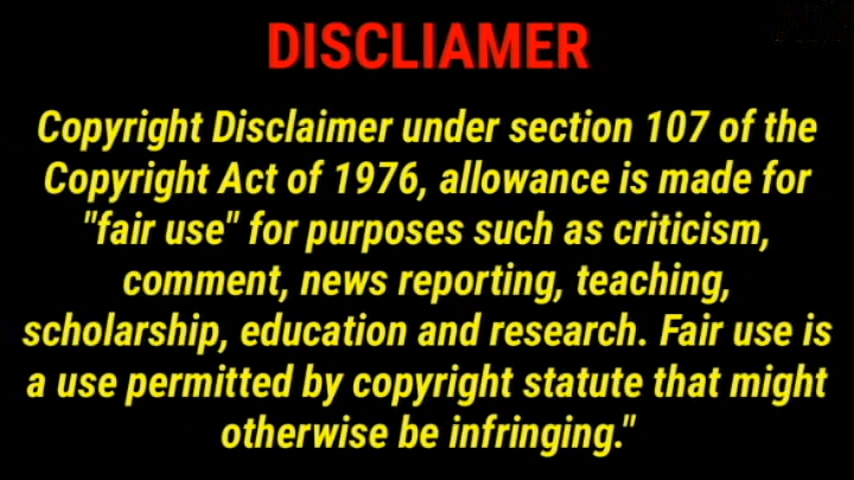 DISCLIAMER
Copyright Disclaimer under section 107 of the
Copyright Act of 1976, allowance is made for
"fair use" for purposes such as criticism,
comment, news reporting, teaching,
scholarship, education and research. Fair use is
a use permitted by copyright statute that might
otherwise be infringing."